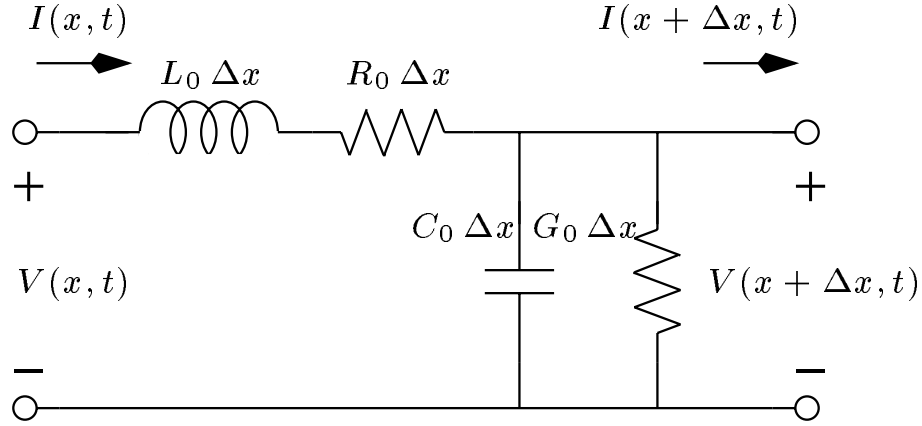 I(x, t)
I(x + Δx, t)
L₀ Δx
R₀ Δx
+
+
C₀ Δx
G₀ Δx
V(x, t)
V(x + Δx, t)
−
−